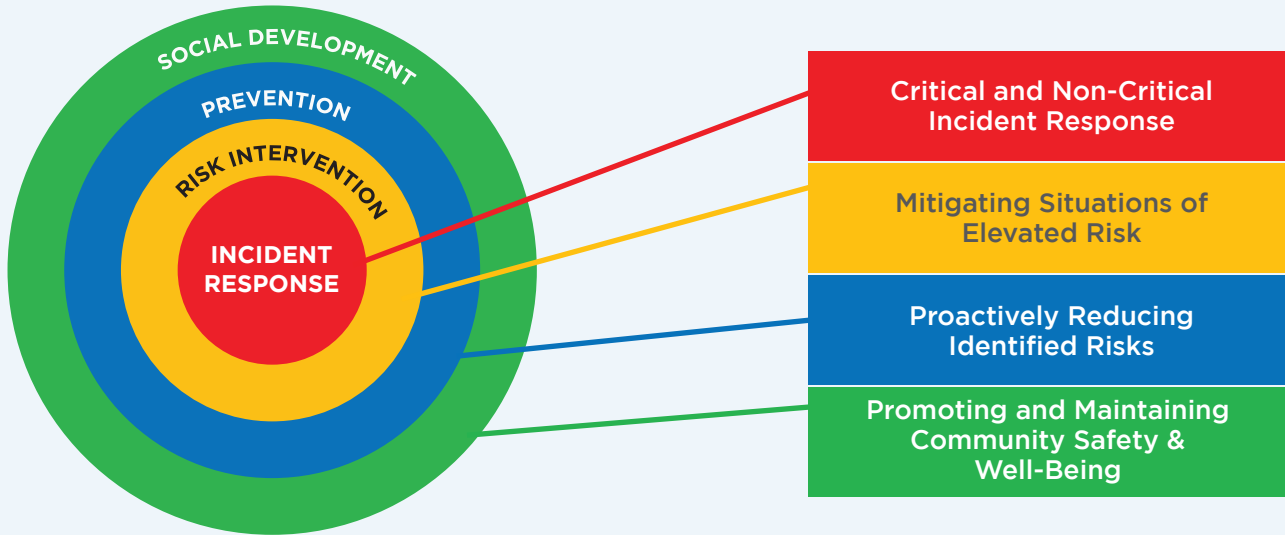 SOCIAL DEVELOPMENT
PREVENTION
RISK INTERVENTION
INCIDENT
RESPONSE
Critical and Non-Critical
Incident Response
Mitigating Situations of
Elevated Risk
Proactively Reducing
Identified Risks
Promoting and Maintaining
Community Safety &
Well-Being